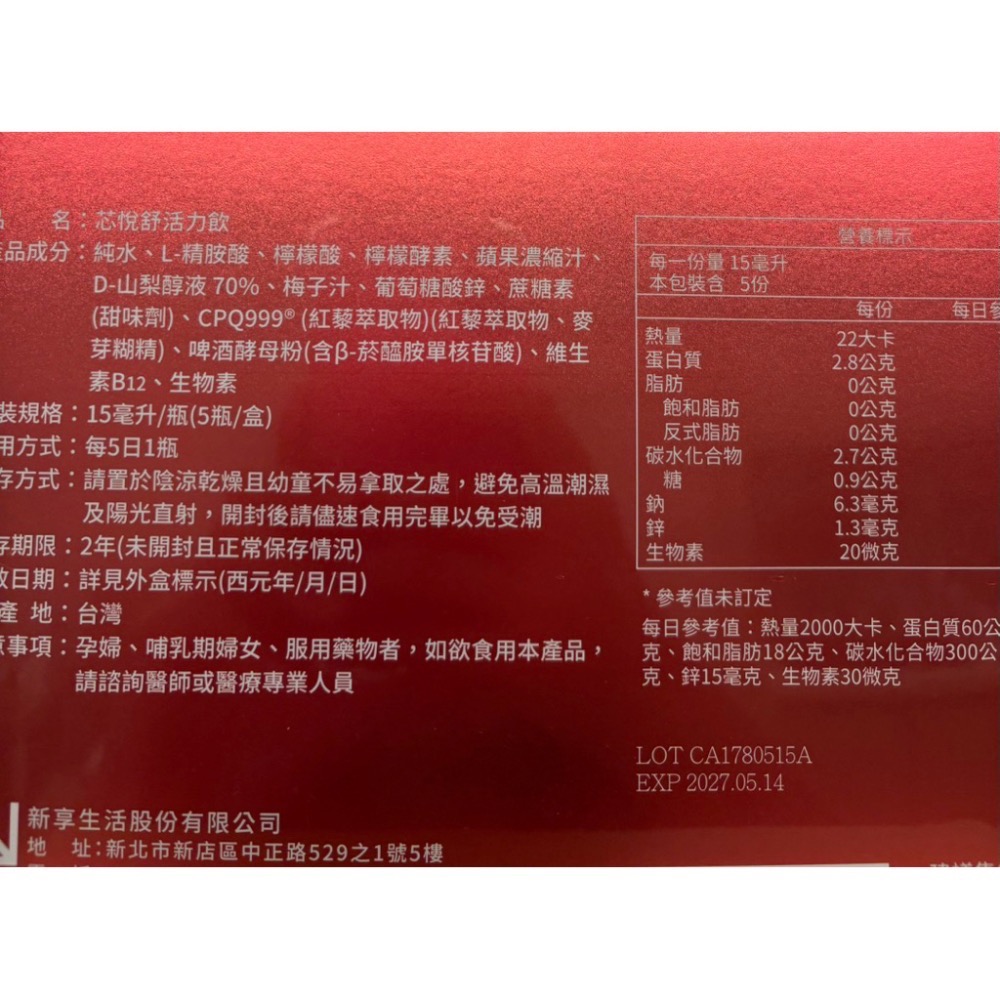 名：芯悅舒活力飲
品成分：純水、L-精胺酸、檸檬酸、檸檬酵素、蘋果濃縮汁、
D-山梨醇液 70%、梅子汁、葡萄糖酸鋅、蔗糖素
(甜味劑)、CPQ999® (紅藜萃取物)(紅藜萃取物、麥
芽糊精)、啤酒酵母粉(含β-菸醯胺單核苷酸)、維生
素B12、生物素
裝規格：15毫升/瓶(5瓶/盒)
用方式：每5日1瓶
存方式：請置於陰涼乾燥且幼童不易拿取之處，避免高溫潮濕
及陽光直射，開封後請儘速食用完畢以免受潮
存期限：2年(未開封且正常保存情況)
效日期：詳見外盒標示(西元年/月/日)
產 地：台灣
意事項：孕婦、哺乳期婦女、服用藥物者，如欲食用本產品，
請諮詢醫師或醫療專業人員
新享生活股份有限公司
地 址：新北市新店區中正路529之1號5樓
營養標示
每一份量 15毫升
本包裝含 5份
每份 每日參
熱量 22大卡
蛋白質 2.8公克
脂肪 0公克
飽和脂肪 0公克
反式脂肪 0公克
碳水化合物 2.7公克
糖 0.9公克
鈉 6.3毫克
鋅 1.3毫克
生物素 20微克
* 參考值未訂定
每日參考值：熱量2000大卡、蛋白質60公
克、飽和脂肪18公克、碳水化合物300公
克、鋅15毫克、生物素30微克
LOT CA1780515A
EXP 2027.05.14